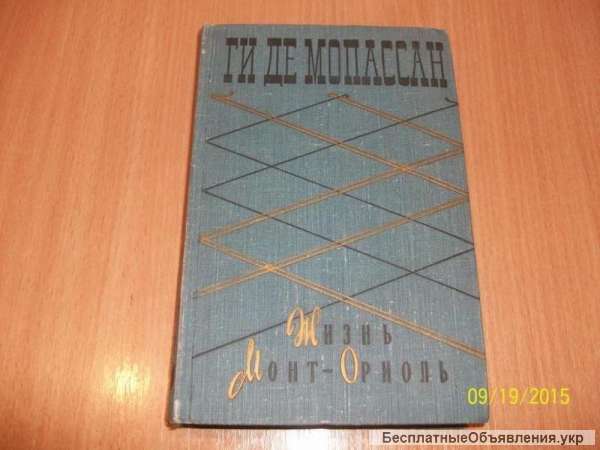 ГИ ДЕ МОПАССАН
Жизнь
Монт-Ориоль
09/19/2015
БесплатныеОбъявления.укр